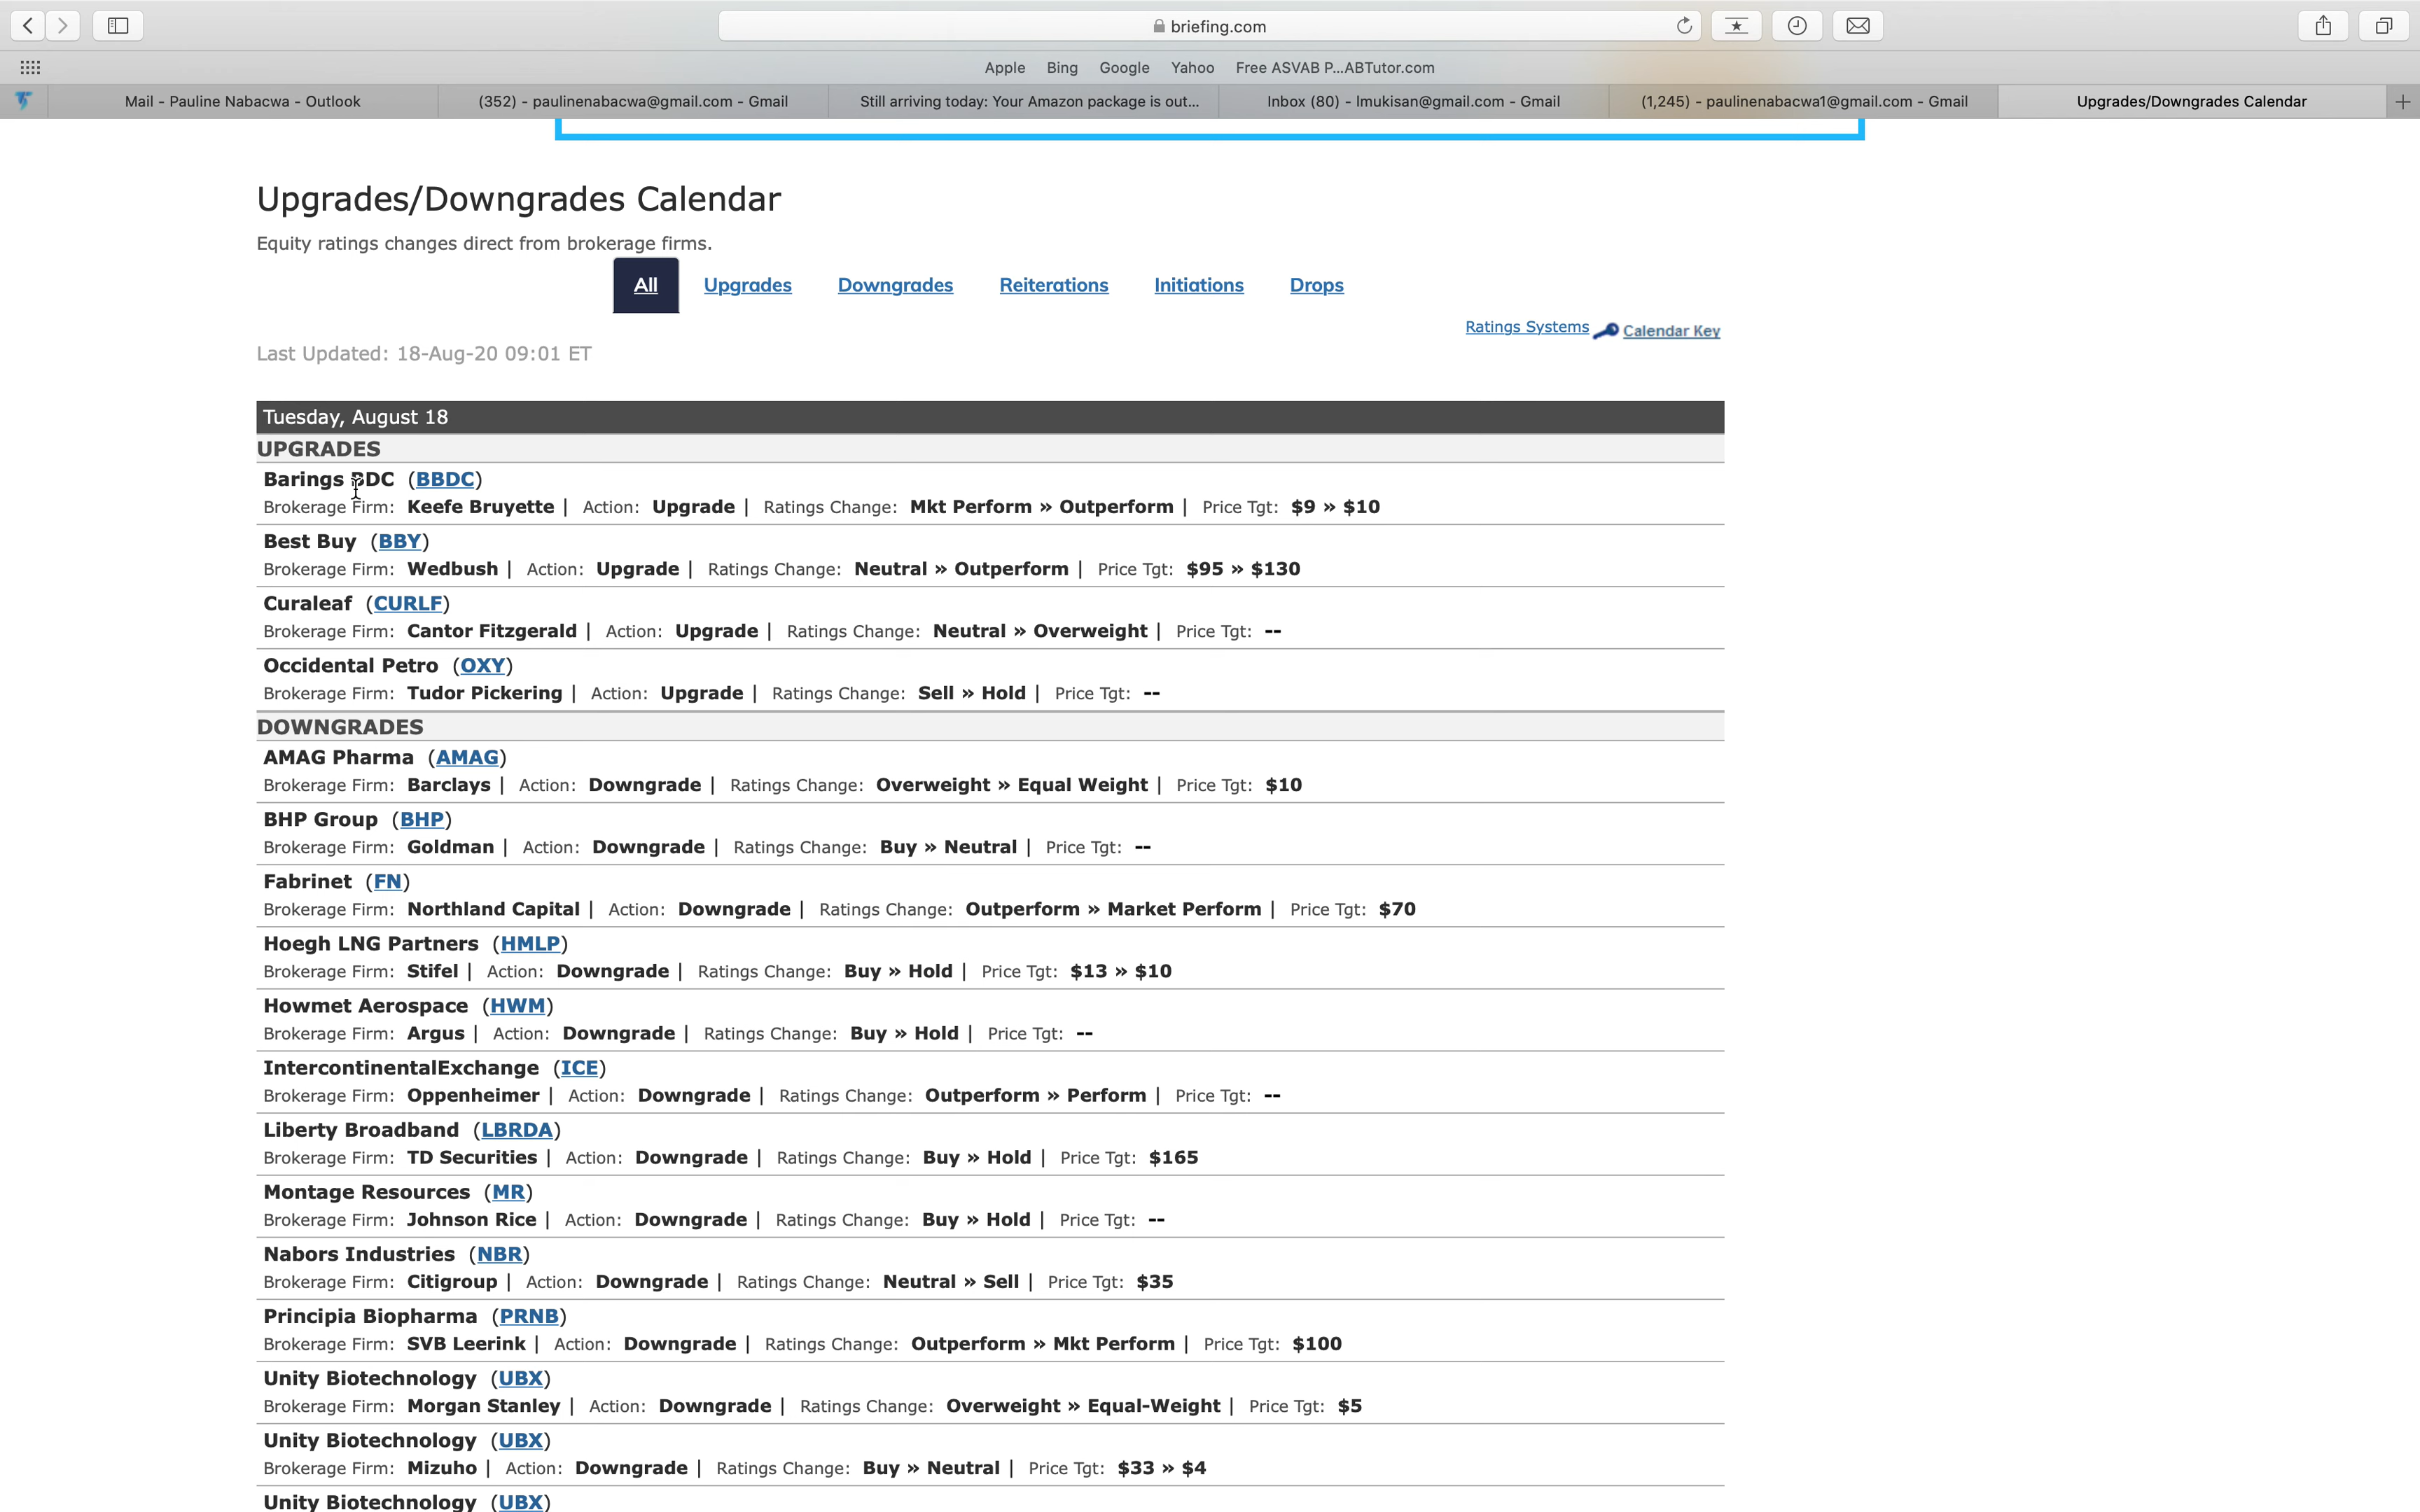 briefing.com
Apple Bing Google Yahoo Free ASVAB P...ABTutor.com
Mail - Pauline Nabacwa - Outlook (352) - paulinenabacwa@gmail.com - Gmail Still arriving today: Your Amazon package is out... Inbox (80) - lmukisan@gmail.com - Gmail (1,245) - paulinenabacwa1@gmail.com - Gmail Upgrades/Downgrades Calendar
Upgrades/Downgrades Calendar
Equity ratings changes direct from brokerage firms.
All Upgrades Downgrades Reiterations Initiations Drops
Ratings Systems Calendar Key
Last Updated: 18-Aug-20 09:01 ET
Tuesday, August 18
UPGRADES
Barings BDC (BBDC)
Brokerage Firm: Keefe Bruyette | Action: Upgrade | Ratings Change: Mkt Perform » Outperform | Price Tgt: $9 » $10
Best Buy (BBY)
Brokerage Firm: Wedbush | Action: Upgrade | Ratings Change: Neutral » Outperform | Price Tgt: $95 » $130
Curaleaf (CURLF)
Brokerage Firm: Cantor Fitzgerald | Action: Upgrade | Ratings Change: Neutral » Overweight | Price Tgt: --
Occidental Petro (OXY)
Brokerage Firm: Tudor Pickering | Action: Upgrade | Ratings Change: Sell » Hold | Price Tgt: --
DOWNGRADES
AMAG Pharma (AMAG)
Brokerage Firm: Barclays | Action: Downgrade | Ratings Change: Overweight » Equal Weight | Price Tgt: $10
BHP Group (BHP)
Brokerage Firm: Goldman | Action: Downgrade | Ratings Change: Buy » Neutral | Price Tgt: --
Fabrinet (FN)
Brokerage Firm: Northland Capital | Action: Downgrade | Ratings Change: Outperform » Market Perform | Price Tgt: $70
Hoegh LNG Partners (HMLP)
Brokerage Firm: Stifel | Action: Downgrade | Ratings Change: Buy » Hold | Price Tgt: $13 » $10
Howmet Aerospace (HWM)
Brokerage Firm: Argus | Action: Downgrade | Ratings Change: Buy » Hold | Price Tgt: --
IntercontinentalExchange (ICE)
Brokerage Firm: Oppenheimer | Action: Downgrade | Ratings Change: Outperform » Perform | Price Tgt: --
Liberty Broadband (LBRDA)
Brokerage Firm: TD Securities | Action: Downgrade | Ratings Change: Buy » Hold | Price Tgt: $165
Montage Resources (MR)
Brokerage Firm: Johnson Rice | Action: Downgrade | Ratings Change: Buy » Hold | Price Tgt: --
Nabors Industries (NBR)
Brokerage Firm: Citigroup | Action: Downgrade | Ratings Change: Neutral » Sell | Price Tgt: $35
Principia Biopharma (PRNB)
Brokerage Firm: SVB Leerink | Action: Downgrade | Ratings Change: Outperform » Mkt Perform | Price Tgt: $100
Unity Biotechnology (UBX)
Brokerage Firm: Morgan Stanley | Action: Downgrade | Ratings Change: Overweight » Equal-Weight | Price Tgt: $5
Unity Biotechnology (UBX)
Brokerage Firm: Mizuho | Action: Downgrade | Ratings Change: Buy » Neutral | Price Tgt: $33 » $4
Unity Biotechnology (UBX)